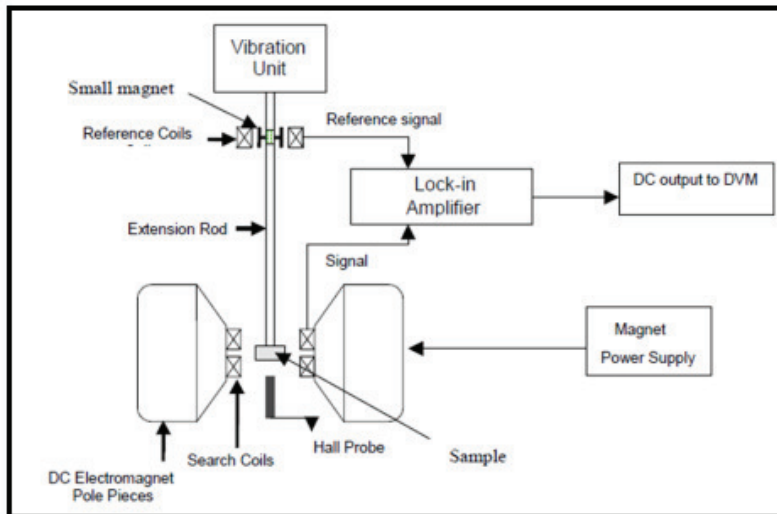 Vibration
Unit
Small magnet
Reference Coils
Reference signal
Lock-in
Amplifier
DC output to DVM
Extension Rod
Signal
Magnet
Power Supply
Hall Probe
Sample
Search Coils
DC Electromagnet
Pole Pieces